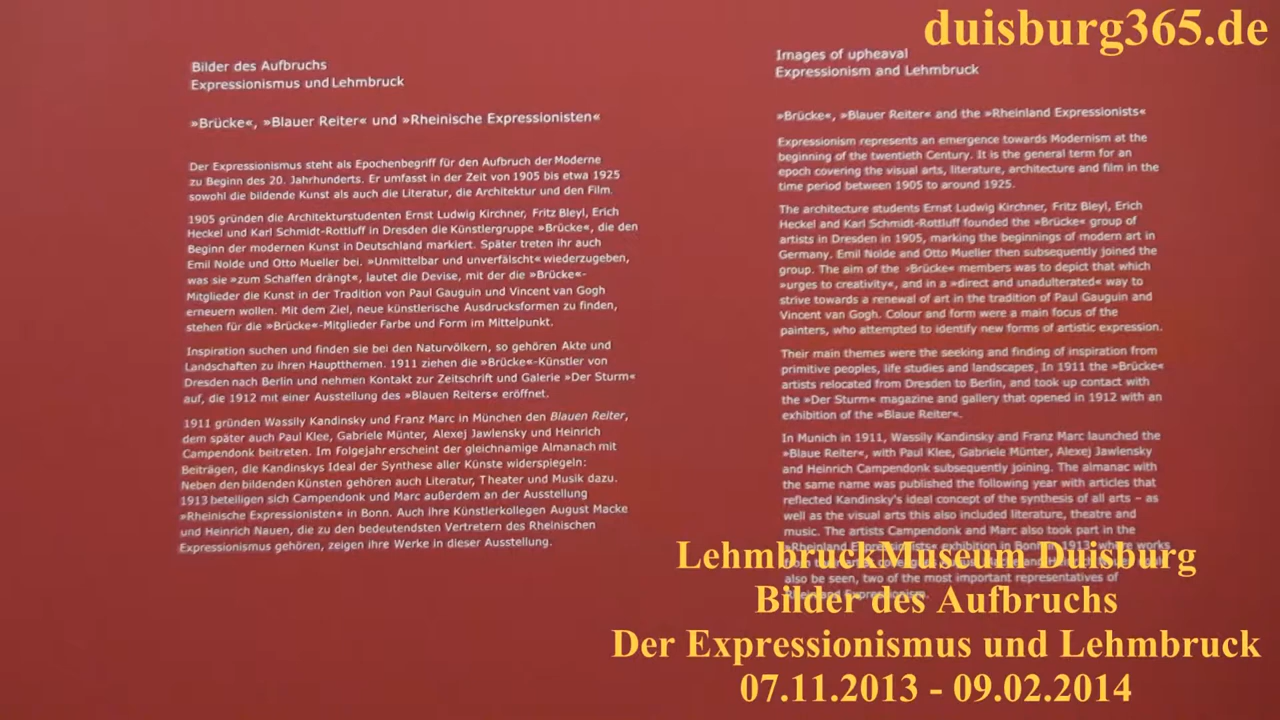 duisburg365.de
Bilder des Aufbruchs
Expressionismus und Lehmbruck
»Brücke«, »Blauer Reiter« und »Rheinische Expressionisten«
Der Expressionismus steht als Epochenbegriff für den Aufbruch der Moderne
zu Beginn des 20. Jahrhunderts. Er umfasst in der Zeit von 1905 bis etwa 1925
sowohl die bildende Kunst als auch die Literatur, die Architektur und den Film.
1905 gründen die Architekturstudenten Ernst Ludwig Kirchner, Fritz Bleyl, Erich
Heckel und Karl Schmidt-Rottluff in Dresden die Künstlergruppe »Brücke«, die den
Beginn der modernen Kunst in Deutschland markiert. Später treten ihr auch
Emil Nolde und Otto Mueller bei. »Unmittelbar und unverfälscht« wiederzugeben,
was sie »zum Schaffen drängt«, lautet die Devise, mit der die »Brücke«-
Mitglieder die Kunst in der Tradition von Paul Gauguin und Vincent van Gogh
erneuern wollen. Mit dem Ziel, neue künstlerische Ausdrucksformen zu finden,
stehen für die »Brücke«-Mitglieder Farbe und Form im Mittelpunkt.
Inspiration suchen und finden sie bei den Naturvölkern, so gehören Akte und
Landschaften zu ihren Hauptthemen. 1911 ziehen die »Brücke«-Künstler von
Dresden nach Berlin und nehmen Kontakt zur Zeitschrift und Galerie »Der Sturm«
auf, die 1912 mit einer Ausstellung des »Blauen Reiters« eröffnet.
1911 gründen Wassily Kandinsky und Franz Marc in München den Blauen Reiter,
dem später auch Paul Klee, Gabriele Münter, Alexej Jawlensky und Heinrich
Campendonk beitreten. Im Folgejahr erscheint der gleichnamige Almanach mit
Beiträgen, die Kandinskys Ideal der Synthese aller Künste widerspiegeln:
Neben den bildenden Künsten gehören auch Literatur, Theater und Musik dazu.
1913 beteiligen sich Campendonk und Marc außerdem an der Ausstellung
»Rheinische Expressionisten« in Bonn. Auch ihre Künstlerkollegen August Macke
und Heinrich Nauen, die zu den bedeutendsten Vertretern des Rheinischen
Expressionismus gehören, zeigen ihre Werke in dieser Ausstellung.
Images of upheaval
Expressionism and Lehmbruck
»Brücke«, »Blauer Reiter« and the »Rheinland Expressionists«
Expressionism represents an emergence towards Modernism at the
beginning of the twentieth Century. It is the general term for an
epoch covering the visual arts, literature, architecture and film in the
time period between 1905 to around 1925.
The architecture students Ernst Ludwig Kirchner, Fritz Bleyl, Erich
Heckel and Karl Schmidt-Rottluff founded the »Brücke« group of
artists in Dresden in 1905, marking the beginnings of modern art in
Germany. Emil Nolde and Otto Mueller then subsequently joined the
group. The aim of the »Brücke« members was to depict that which
»urges to creativity«, and in a »direct and unadulterated« way to
strive towards a renewal of art in the tradition of Paul Gauguin and
Vincent van Gogh. Colour and form were a main focus of the
painters, who attempted to identify new forms of artistic expression.
Their main themes were the seeking and finding of inspiration from
primitive peoples, life studies and landscapes. In 1911 the »Brücke«
artists relocated from Dresden to Berlin, and took up contact with
the »Der Sturm« magazine and gallery that opened in 1912 with an
exhibition of the »Blaue Reiter«.
In Munich in 1911, Wassily Kandinsky and Franz Marc launched the
»Blaue Reiter«, with Paul Klee, Gabriele Münter, Alexej Jawlensky
and Heinrich Campendonk subsequently joining. The almanac with
the same name was published the following year with articles that
reflected Kandinsky's ideal concept of the synthesis of all arts – as
well as the visual arts this also included literature, theatre and
music. The artists Campendonk and Marc also took part in the
»Rheinland Expressionists« exhibition in Bonn in 1913, where works
also be seen, two of the most important representatives of
LehmbruckMuseum Duisburg
Bilder des Aufbruchs
Der Expressionismus und Lehmbruck
07.11.2013 - 09.02.2014